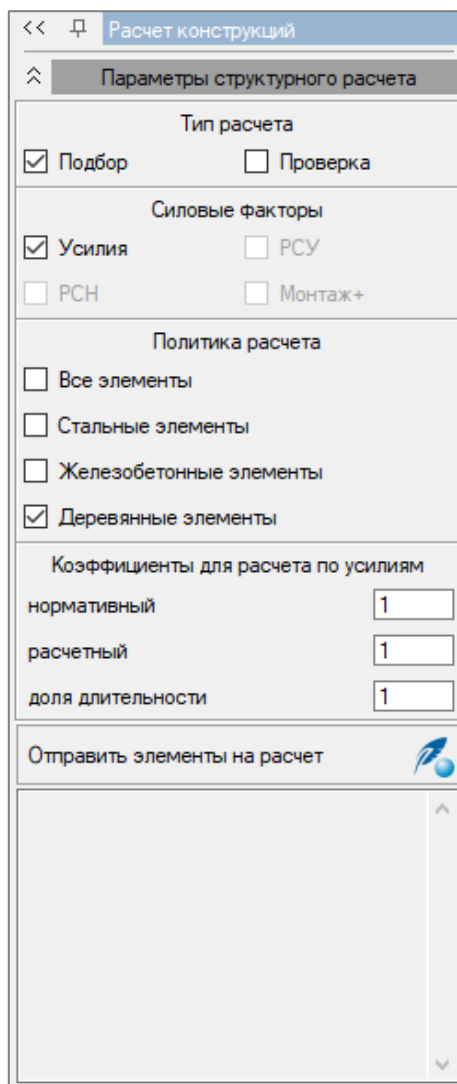 Расчет конструкций
Параметры структурного расчета
Тип расчета
Подбор Проверка
Силовые факторы
Усилия РСУ
РСН Монтаж+
Политика расчета
Все элементы
Стальные элементы
Железобетонные элементы
Деревянные элементы
Коэффициенты для расчета по усилиям
нормативный 1
расчетный 1
доля длительности 1
Отправить элементы на расчет